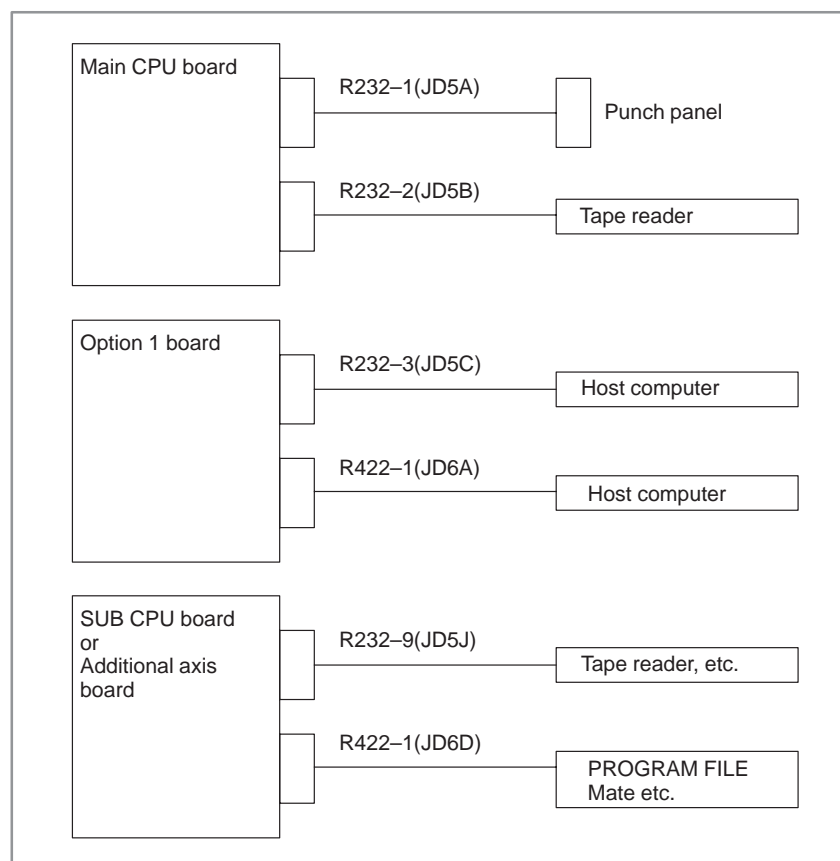 Main CPU board
R232–1(JD5A)
Punch panel
R232–2(JD5B)
Tape reader
Option 1 board
R232–3(JD5C)
Host computer
R422–1(JD6A)
Host computer
SUB CPU board
or
Additional axis
board
R232–9(JD5J)
Tape reader, etc.
R422–1(JD6D)
PROGRAM FILE
Mate etc.